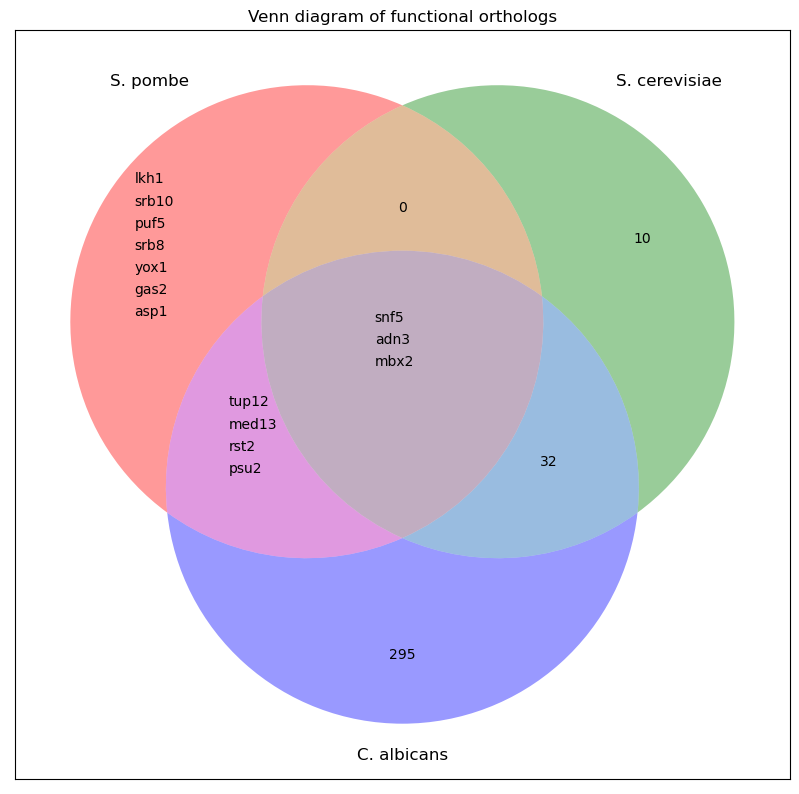 Venn diagram of functional orthologs
S. pombe
S. cerevisiae
lkh1
srb10
puf5
srb8
yox1
gas2
asp1
0
10
snf5
adn3
mbx2
tup12
med13
rst2
psu2
32
295
C. albicans